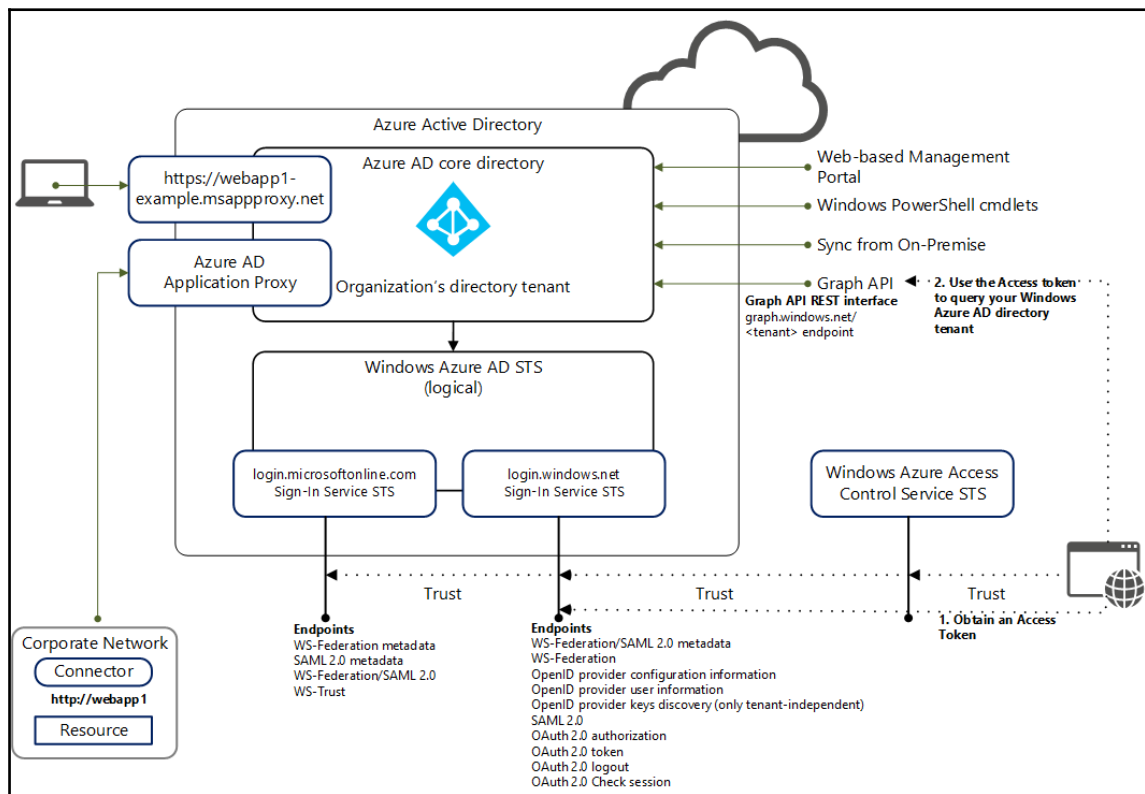 Azure Active Directory
https://webapp1-
example.msappproxy.net
Azure AD core directory
Web-based Management
Portal
Windows PowerShell cmdlets
Azure AD
Application Proxy
Sync from On-Premise
Organization's directory tenant
Graph API
Graph API REST interface
graph.windows.net/
<tenant> endpoint
2. Use the Access token
to query your Windows
Azure AD directory
tenant
Windows Azure AD STS
(logical)
login.microsoftonline.com
Sign-In Service STS
login.windows.net
Sign-In Service STS
Windows Azure Access
Control Service STS
Trust
Trust
Trust
1. Obtain an Access
Token
Corporate Network
Connector
http://webapp1
Resource
Endpoints
WS-Federation metadata
SAML 2.0 metadata
WS-Federation/SAML 2.0
WS-Trust
Endpoints
WS-Federation/SAML 2.0 metadata
WS-Federation
OpenID provider configuration information
OpenID provider user information
OpenID provider keys discovery (only tenant-independent)
SAML 2.0
OAuth 2.0 authorization
OAuth 2.0 token
OAuth 2.0 logout
OAuth 2.0 Check session